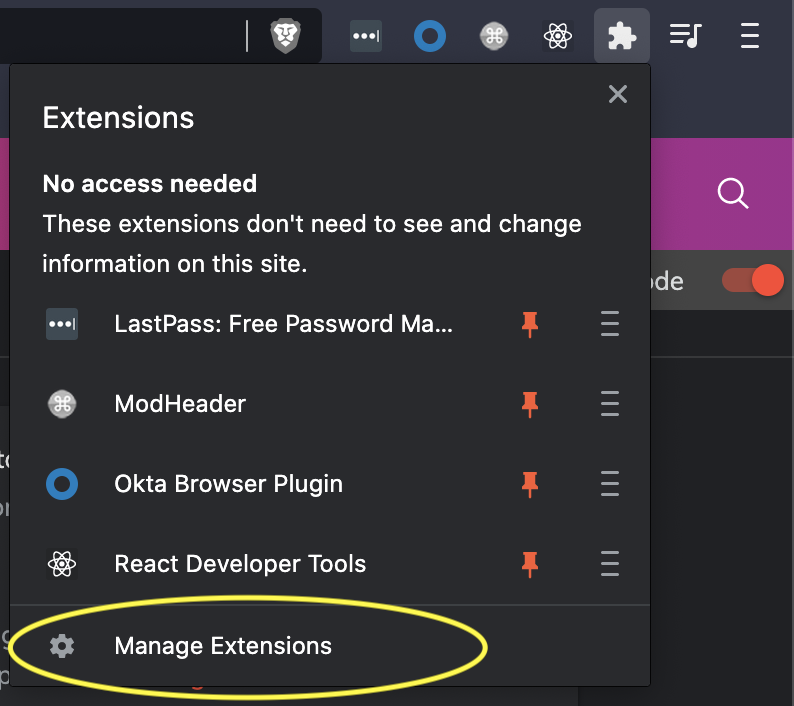 Extensions
No access needed
These extensions don't need to see and change
information on this site.
ode
LastPass: Free Password Ma...
ModHeader
Okta Browser Plugin
React Developer Tools
Manage Extensions